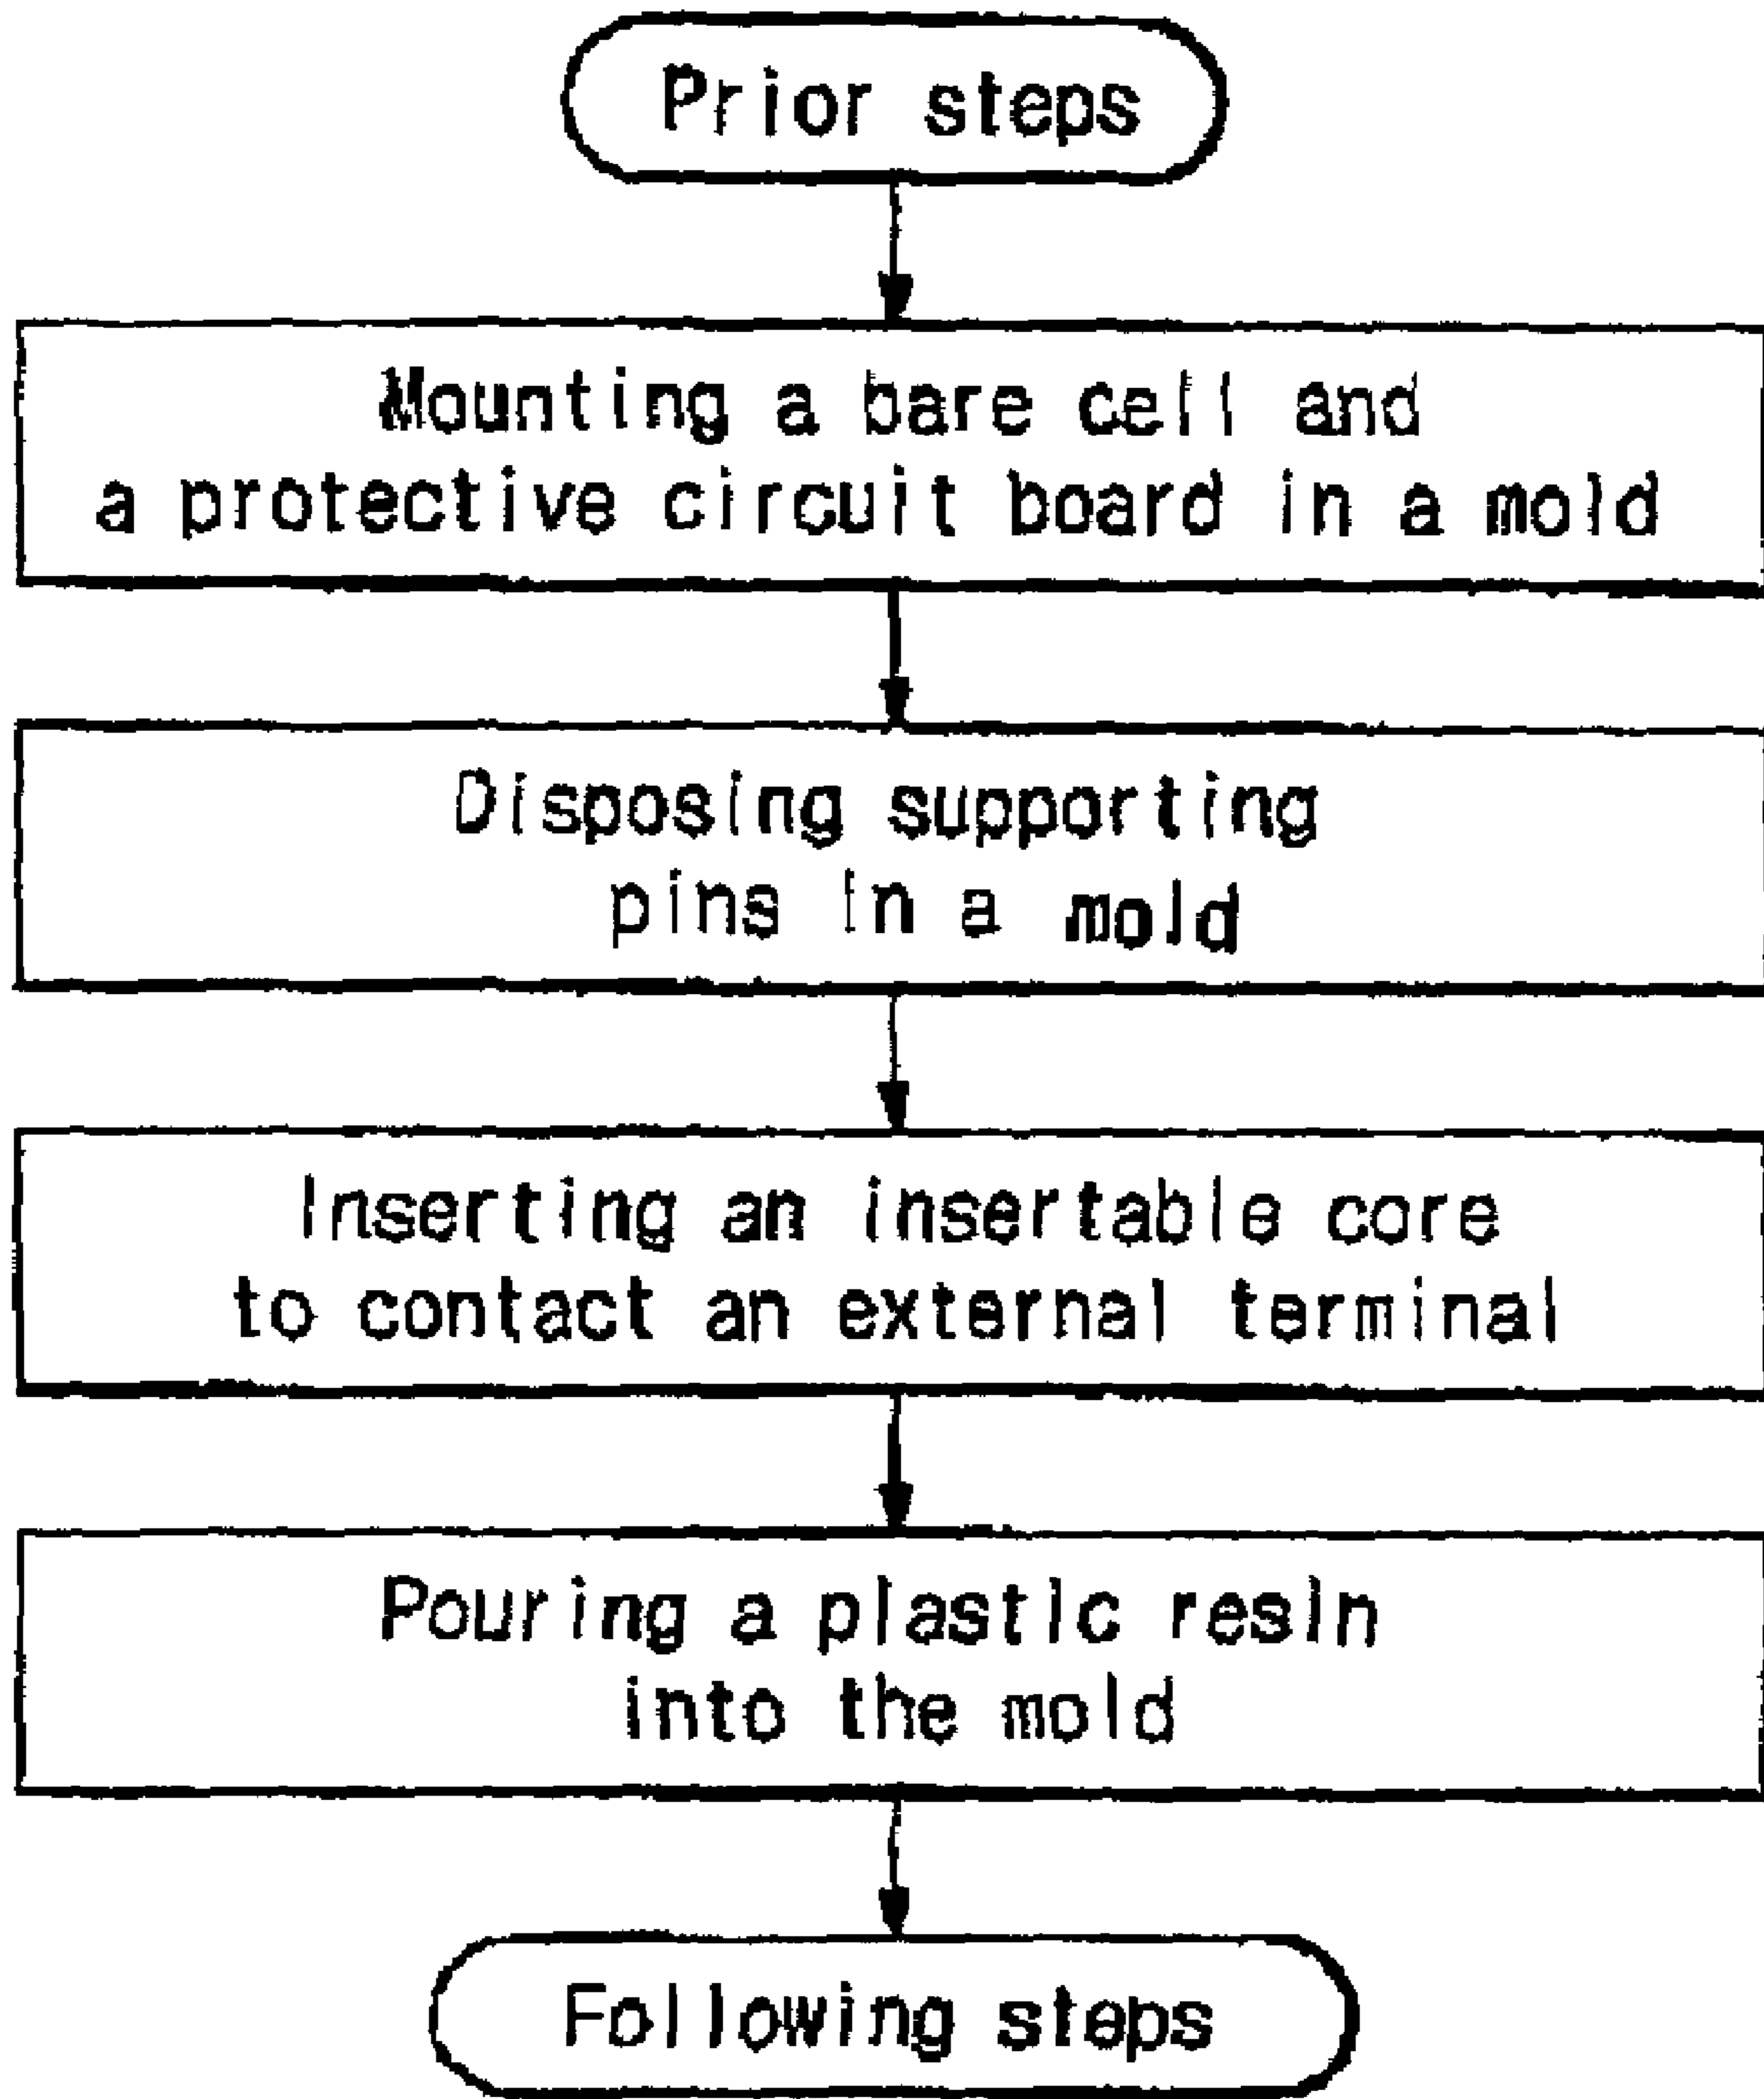 Prior steps
Mounting a bare cell and
a protective circuit board in a mold
Disposing supporting
pins in a mold
Inserting an insertable core
to contact an external terminal
Pouring a plastic resin
into the mold
Following steps